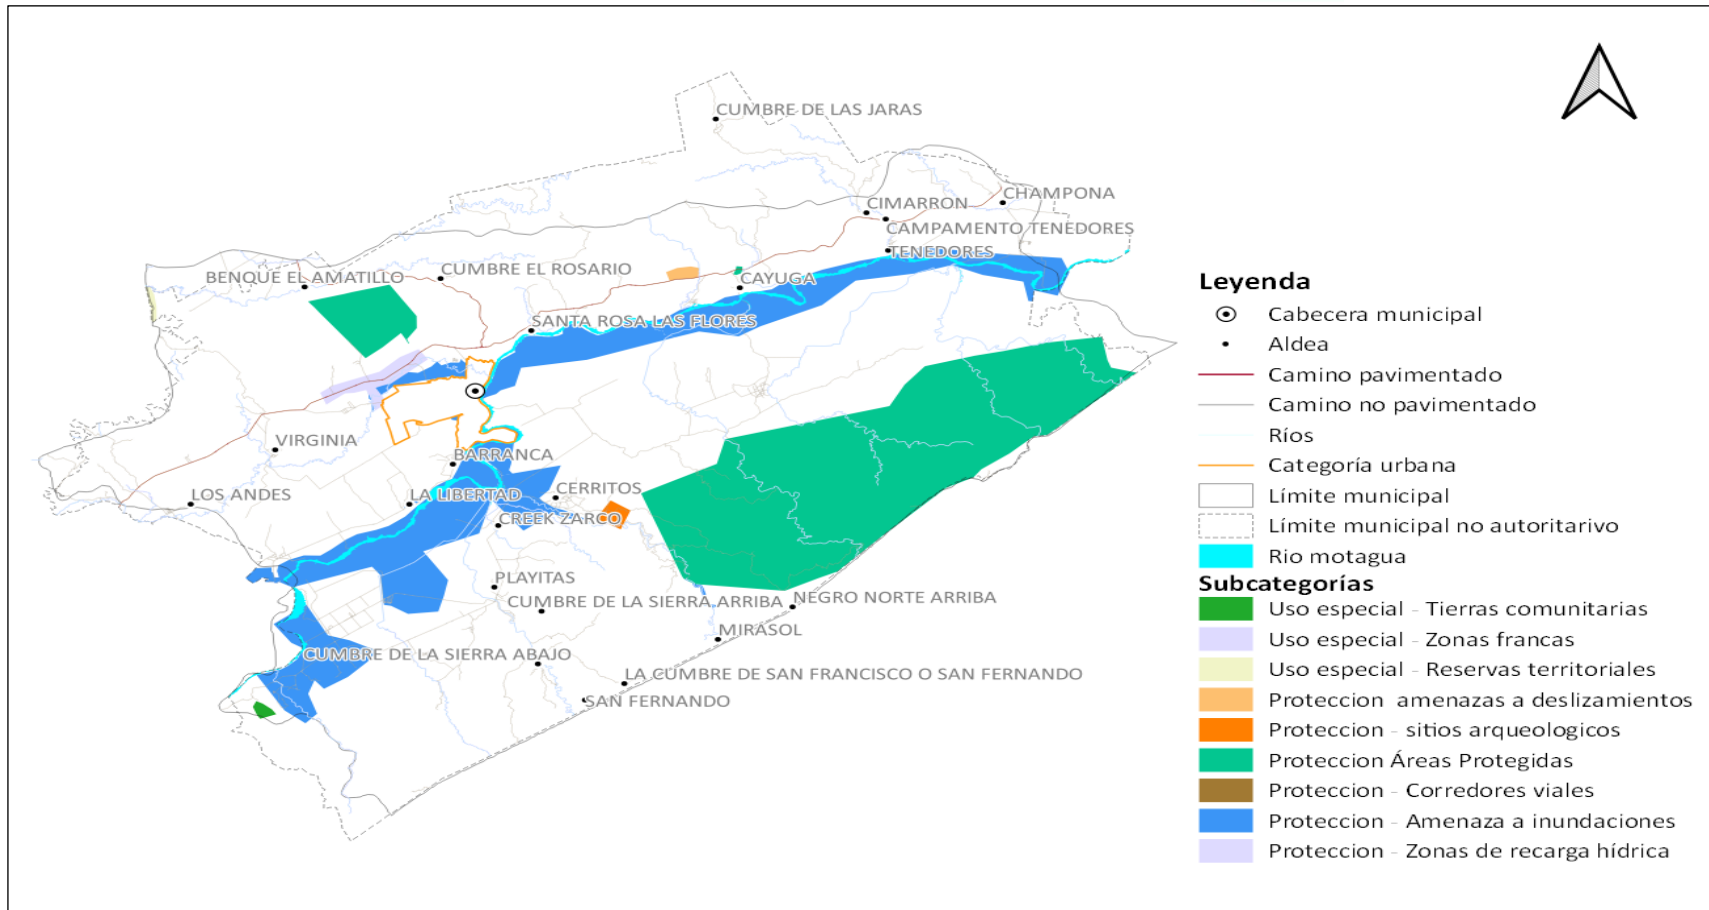 CUMBRE DE LAS JARAS
CHAMPONA
CIMARRON
CAMPAMENTO TENEDORES
TENEDORES
BENQUE EL AMATILLO
CUMBRE EL ROSARIO
CAYUGA
SANTA ROSA LAS FLORES
VIRGINIA
BARRANCA
LOS ANDES
LA LIBERTAD
CERRITOS
CREEK ZARCO
PLAYITAS
CUMBRE DE LA SIERRA ARRIBA
NEGRO NORTE ARRIBA
MIRASOL
CUMBRE DE LA SIERRA ABAJO
LA CUMBRE DE SAN FRANCISCO O SAN FERNANDO
SAN FERNANDO
Leyenda
Cabecera municipal
Aldea
Camino pavimentado
Camino no pavimentado
Ríos
Categoría urbana
Límite municipal
Límite municipal no autoritarivo
Rio motagua
Subcategorías
Uso especial - Tierras comunitarias
Uso especial - Zonas francas
Uso especial - Reservas territoriales
Proteccion amenazas a deslizamientos
Proteccion - sitios arqueologicos
Proteccion Áreas Protegidas
Proteccion - Corredores viales
Proteccion - Amenaza a inundaciones
Proteccion - Zonas de recarga hídrica